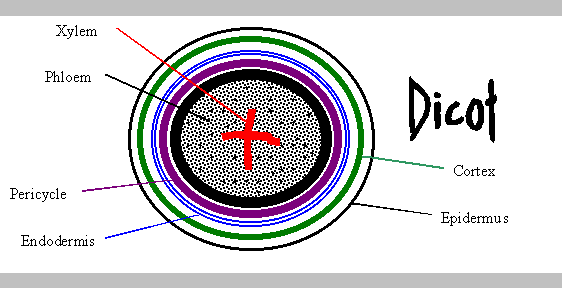 Xylem
Phloem
Dicot
Cortex
Pericycle
Epidermus
Endodermis